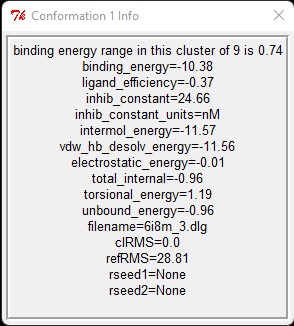 Conformation 1 Info
binding energy range in this cluster of 9 is 0.74
binding_energy=-10.38
ligand_efficiency=-0.37
inhib_constant=24.66
inhib_constant_units=nM
intermol_energy=-11.57
vdw_hb_desolv_energy=-11.56
electrostatic_energy=-0.01
total_internal=-0.96
torsional_energy=1.19
unbound_energy=-0.96
filename=6i8m_3.dlg
clRMS=0.0
refRMS=28.81
rseed1=None
rseed2=None